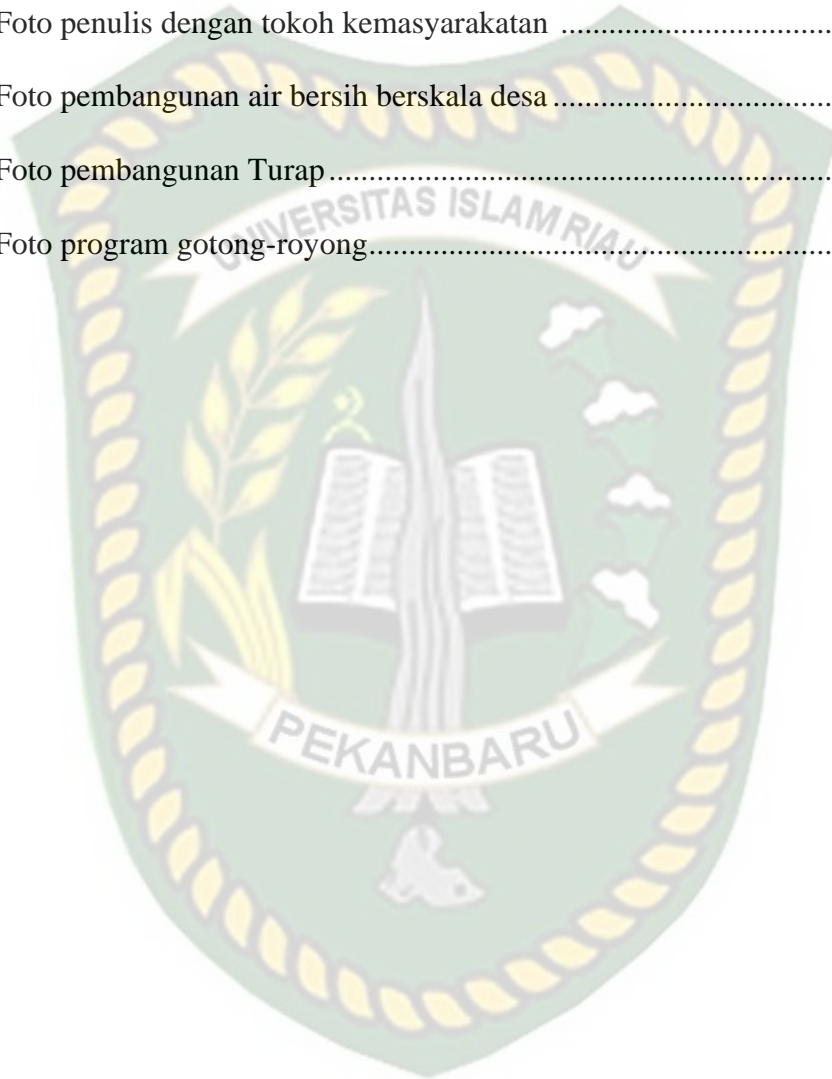 Foto penulis dengan tokoh kemasyarakatan ...................................
Foto pembangunan air bersih berskala desa ....................................
Foto pembangunan Turap ................................................................
Foto program gotong-royong...........................................................
UNIVERSITAS ISLAM RIAU
PEKANBARU